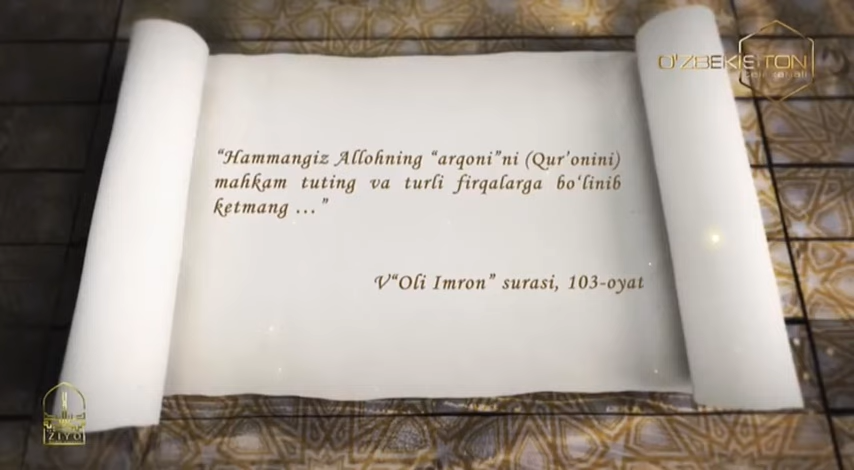 O'ZBEKISTON
"Hammangiz Allohning "arqoni"ni (Qur'onini)
mahkam tuting va turli firqalarga bo‘linib
ketmang ..."
V"Oli Imron" surasi, 103-oyat
ZIYO